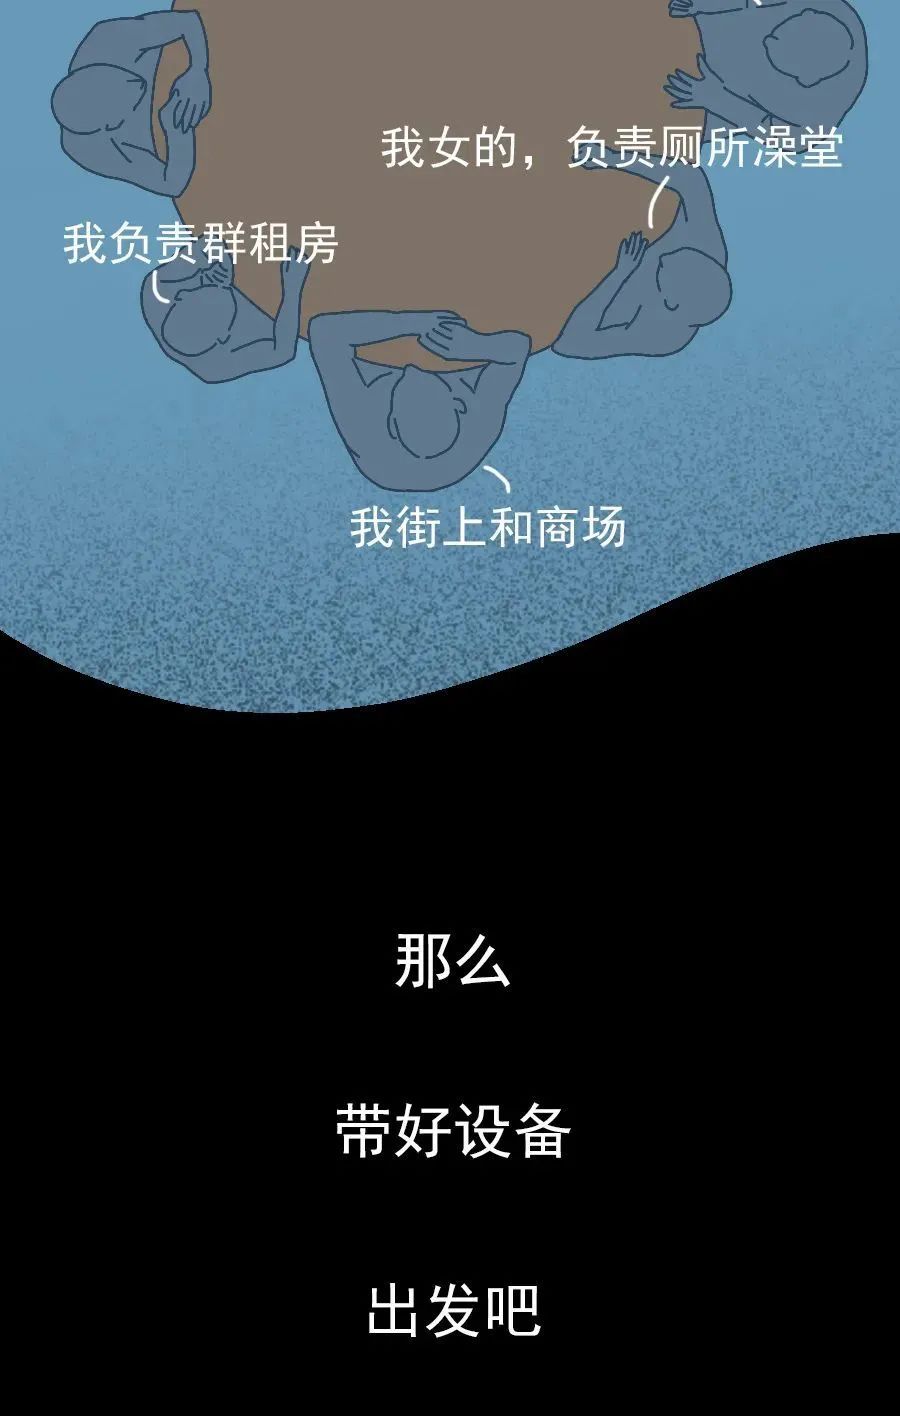 我女的，负责厕所澡堂
我负责群租房
我街上和商场
那么
带好设备
出发吧